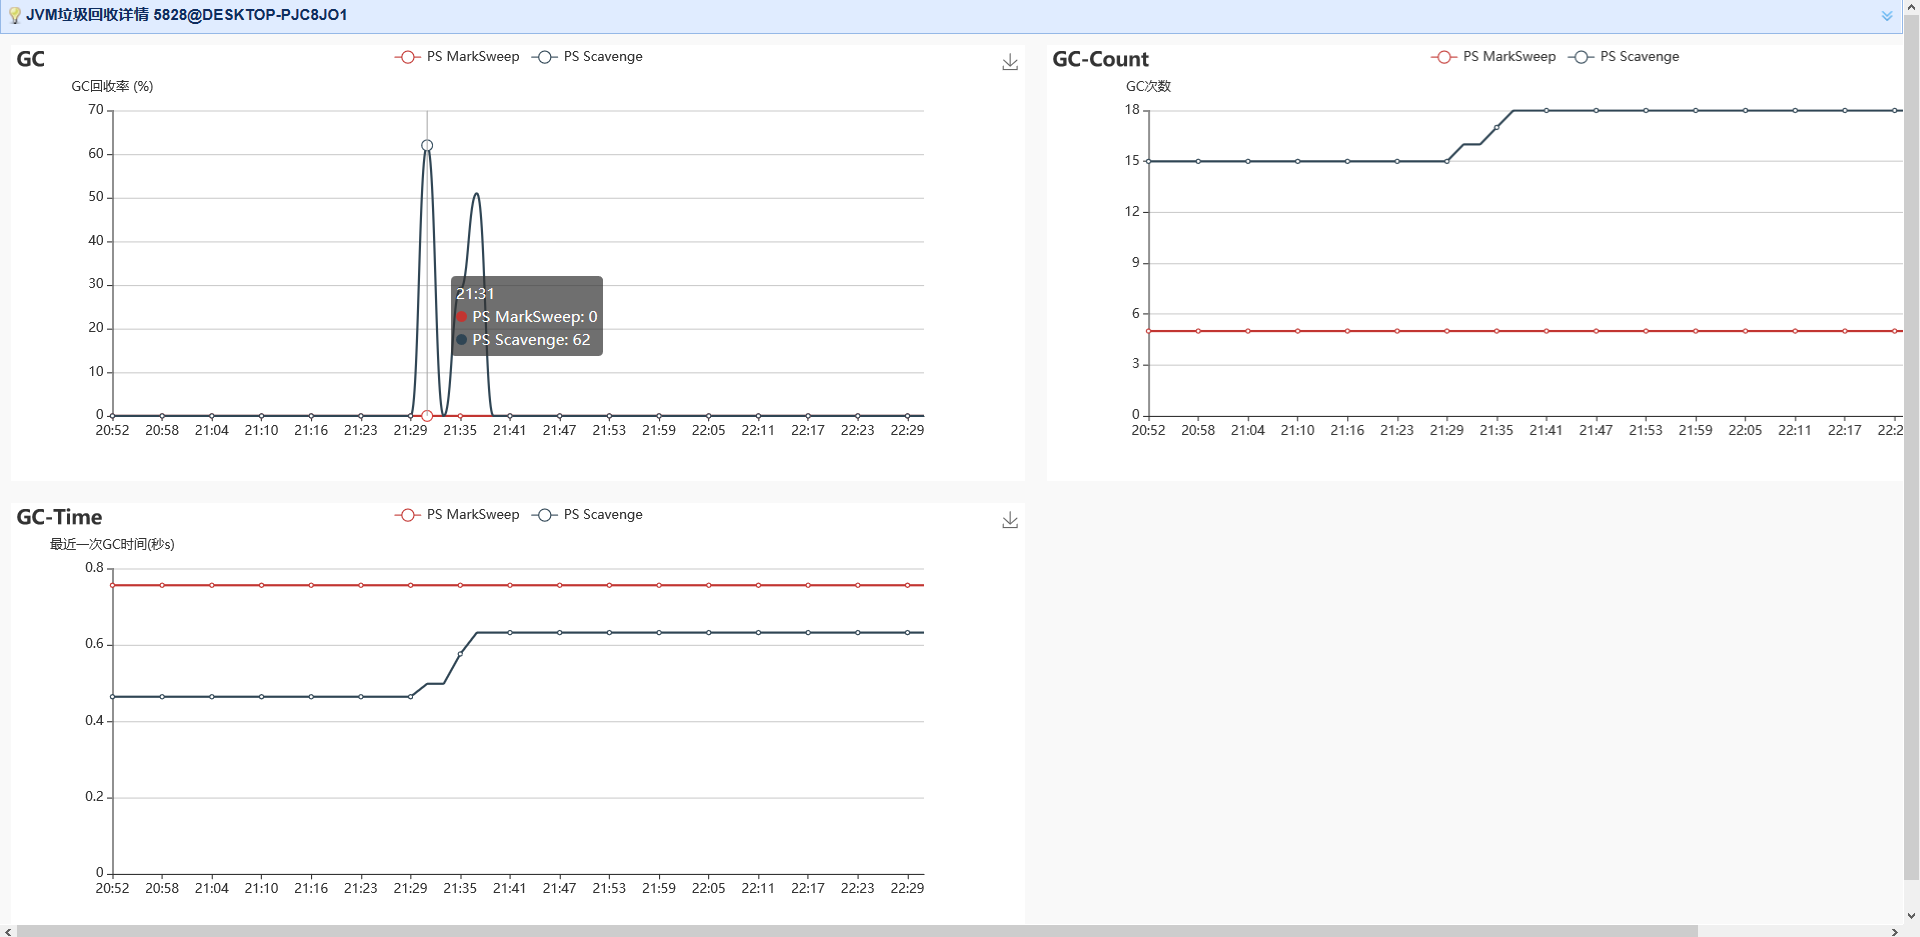 JVM垃圾回收详情 5828@DESKTOP-PJC8JO1
GC
PS MarkSweep
PS Scavenge
GC回收率 (%)
70
60
50
40
30
20
10
0
21:31
PS MarkSweep: 0
PS Scavenge: 62
20:52 20:58 21:04 21:10 21:16 21:23 21:29 21:35 21:41 21:47 21:53 21:59 22:05 22:11 22:17 22:23 22:29
GC-Count
PS MarkSweep
PS Scavenge
GC次数
18
15
12
9
6
3
0
20:52 20:58 21:04 21:10 21:16 21:23 21:29 21:35 21:41 21:47 21:53 21:59 22:05 22:11 22:17 22:2
GC-Time
PS MarkSweep
PS Scavenge
最近一次GC时间(秒s)
0.8
0.6
0.4
0.2
0
20:52 20:58 21:04 21:10 21:16 21:23 21:29 21:35 21:41 21:47 21:53 21:59 22:05 22:11 22:17 22:23 22:29